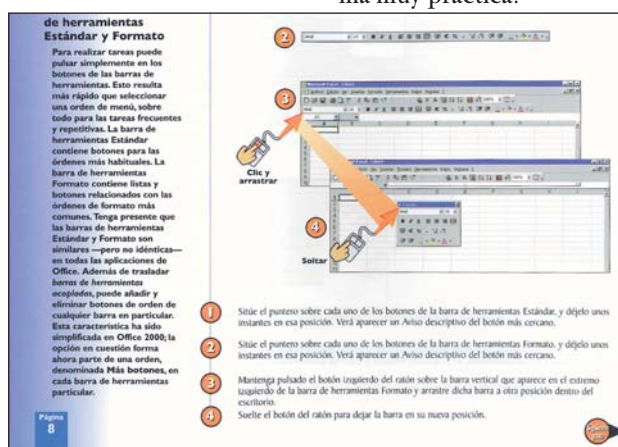 ma muy práctica.
de herramientas
Estándar y Formato
Para realizar tareas puede
pulsar simplemente en los
botones de las barras de
herramientas. Esto resulta
más rápido que seleccionar
una orden de menú, sobre
todo para las tareas frecuentes
y repetitivas. La barra de
herramientas Estándar
contiene botones para las
órdenes más habituales. La
barra de herramientas
Formato contiene listas y
botones relacionados con las
órdenes de formato más
comunes. Tenga presente que
las barras de herramientas
Estándar y Formato son
similares —pero no idénticas—
en todas las aplicaciones de
Office. Además de trasladar
barras de herramientas
acopladas, puede añadir y
eliminar botones de orden de
cualquier barra en particular.
Esta característica ha sido
simplificada en Office 2000; la
opción en cuestión forma
ahora parte de una orden,
denominada Más botones, en
cada barra de herramientas
particular.
Página
8
2
3
Clic y
arrastrar
4
Soltar
1
Sitúe el puntero sobre cada uno de los botones de la barra de herramientas Estándar, y déjelo unos
instantes en esa posición. Verá aparecer un Aviso descriptivo del botón más cercano.
2
Sitúe el puntero sobre cada uno de los botones de la barra de herramientas Formato, y déjelo unos
instantes en esa posición. Verá aparecer un Aviso descriptivo del botón más cercano.
3
Mantenga pulsado el botón izquierdo del ratón sobre la barra vertical que aparece en el extremo
izquierdo de la barra de herramientas Formato y arrastre dicha barra a otra posición dentro del
escritorio.
4
Suelte el botón del ratón para dejar la barra en su nueva posición.